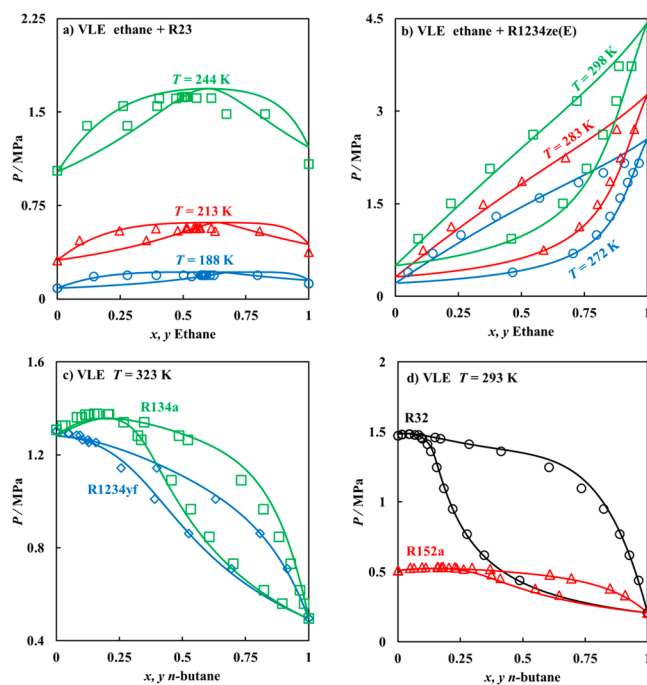 a) VLE ethane + R23
T = 244 K
T = 213 K
T = 188 K
2.25
1.5
0.75
0
P / MPa
0 0.25 0.5 0.75 1
x, y Ethane
b) VLE ethane + R1234ze(E)
T = 298 K
T = 283 K
T = 272 K
4.5
3
1.5
0
P / MPa
0 0.25 0.5 0.75 1
x, y Ethane
c) VLE T = 323 K
R134a
R1234yf
1.6
1.2
0.8
0.4
P / MPa
0 0.25 0.5 0.75 1
x, y n-butane
d) VLE T = 293 K
R32
R152a
2
1.5
1
0.5
0
P / MPa
0 0.25 0.5 0.75 1
x, y n-butane